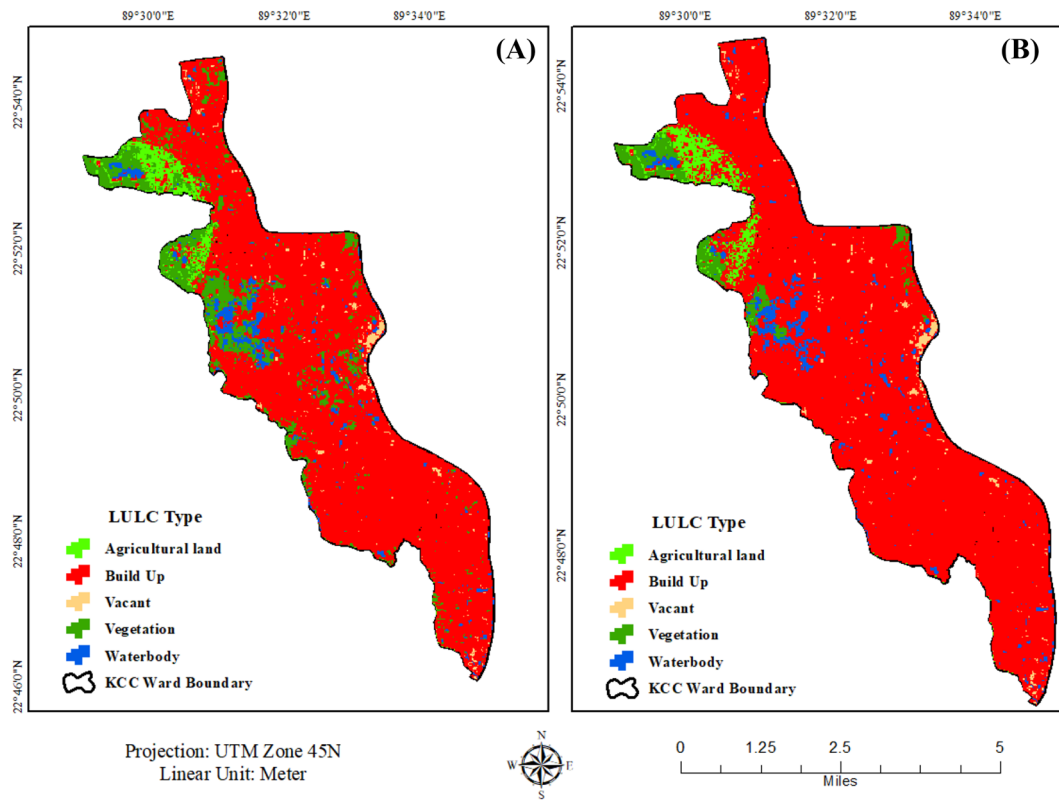 89°30'0"E 89°32'0"E 89°34'0"E
89°30'0"E 89°32'0"E 89°34'0"E
(A)
22°54'0"N
22°52'0"N
22°50'0"N
22°48'0"N
22°46'0"N
LULC Type
Agricultural land
Build Up
Vacant
Vegetation
Waterbody
KCC Ward Boundary
(B)
22°54'0"N
22°52'0"N
22°50'0"N
22°48'0"N
LULC Type
Agricultural land
Build Up
Vacant
Vegetation
Waterbody
KCC Ward Boundary
Projection: UTM Zone 45N
Linear Unit: Meter
N
W E
S
0 1.25 2.5 5
Miles